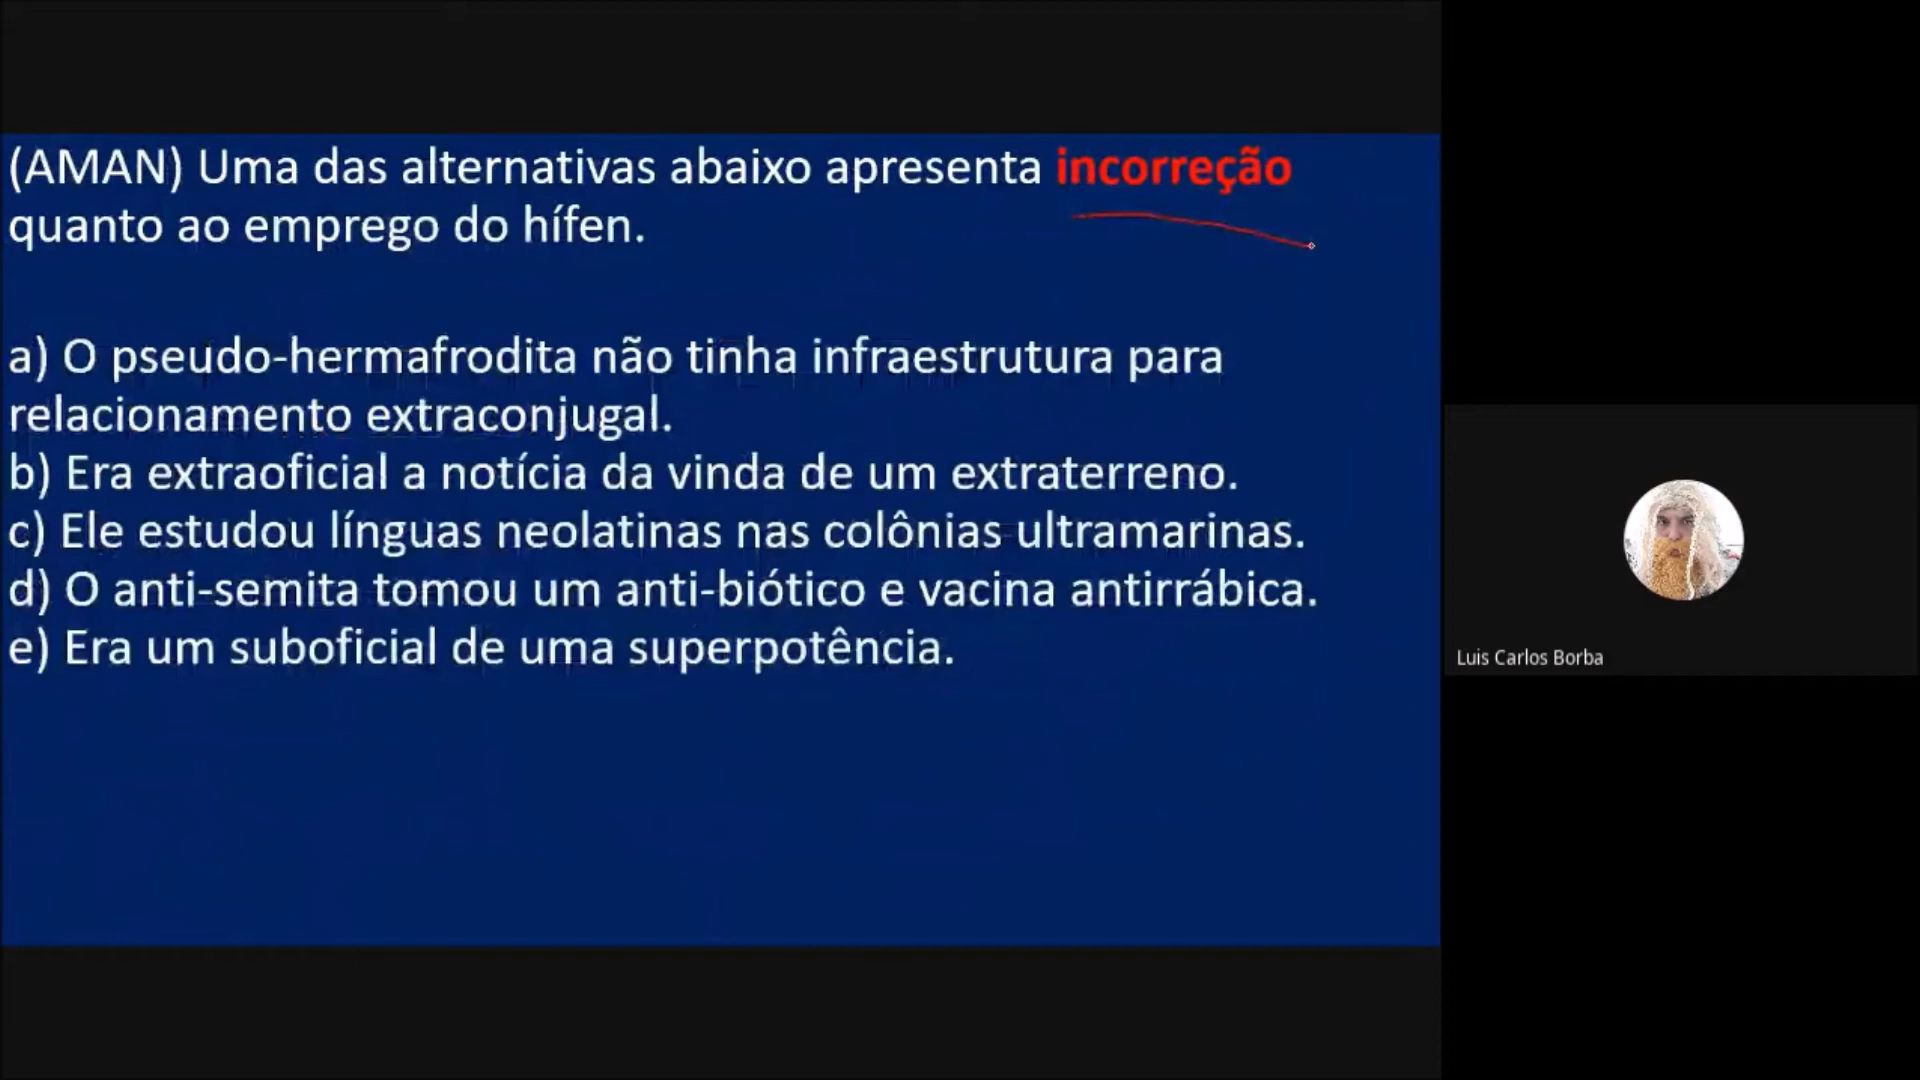 (AMAN) Uma das alternativas abaixo apresenta incorreção
quanto ao emprego do hífen.
a) O pseudo-hermafrodita não tinha infraestrutura para
relacionamento extraconjugal.
b) Era extraoficial a notícia da vinda de um extraterreno.
c) Ele estudou línguas neolatinas nas colônias ultramarinas.
d) O anti-semita tomou um anti-biótico e vacina antirrábica.
e) Era um suboficial de uma superpotência.
Luis Carlos Borba